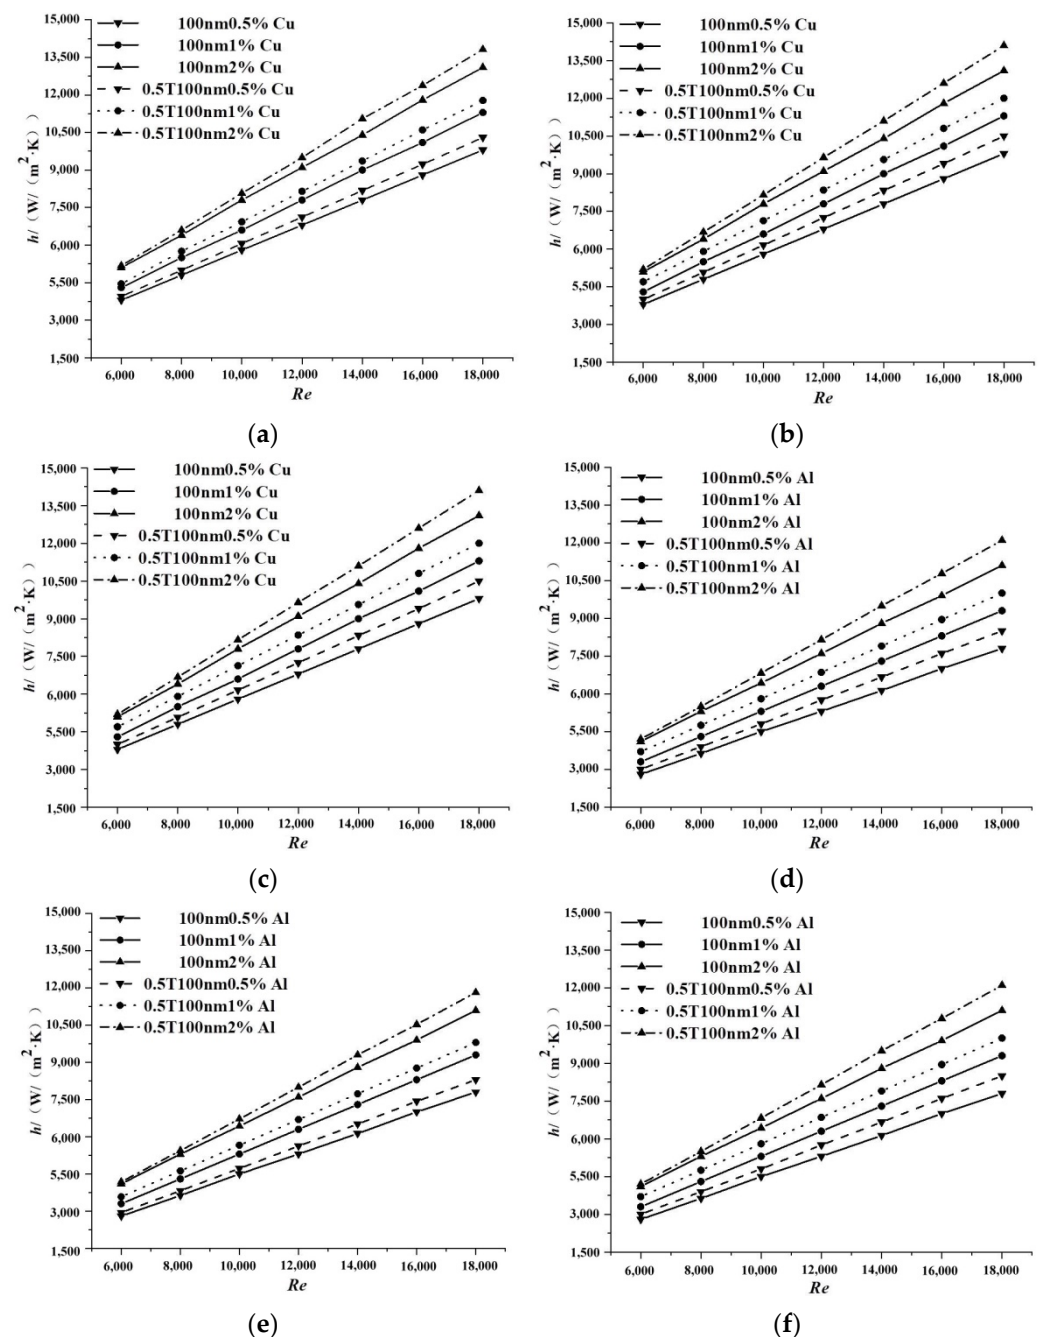 15,000
13,500
12,000
10,500
9,000
7,500
6,000
5,500
3,000
1,500
h/（W/（m²·K））
100nm0.5% Cu
100nm1% Cu
100nm2% Cu
0.5T100nm0.5% Cu
0.5T100nm1% Cu
0.5T100nm2% Cu
6,000 8,000 10,000 12,000 14,000 16,000 18,000
Re
(a)
15,000
13,500
12,000
10,500
9,000
7,500
6,000
5,500
3,000
1,500
h/（W/（m²·K））
100nm0.5% Cu
100nm1% Cu
100nm2% Cu
0.5T100nm0.5% Cu
0.5T100nm1% Cu
0.5T100nm2% Cu
6,000 8,000 10,000 12,000 14,000 16,000 18,000
Re
(b)
15,000
13,500
12,000
10,500
9,000
7,500
6,000
5,500
3,000
1,500
h/（W/（m²·K））
100nm0.5% Cu
100nm1% Cu
100nm2% Cu
0.5T100nm0.5% Cu
0.5T100nm1% Cu
0.5T100nm2% Cu
6,000 8,000 10,000 12,000 14,000 16,000 18,000
Re
(c)
15,000
13,500
12,000
10,500
9,000
7,500
6,000
5,500
3,000
1,500
h/（W/（m²·K））
100nm0.5% Al
100nm1% Al
100nm2% Al
0.5T100nm0.5% Al
0.5T100nm1% Al
0.5T100nm2% Al
6,000 8,000 10,000 12,000 14,000 16,000 18,000
Re
(d)
15,000
13,500
12,000
10,500
9,000
7,500
6,000
5,500
3,000
1,500
h/（W/（m²·K））
100nm0.5% Al
100nm1% Al
100nm2% Al
0.5T100nm0.5% Al
0.5T100nm1% Al
0.5T100nm2% Al
6,000 8,000 10,000 12,000 14,000 16,000 18,000
Re
(e)
15,000
13,500
12,000
10,500
9,000
7,500
6,000
5,500
3,000
1,500
h/（W/（m²·K））
100nm0.5% Al
100nm1% Al
100nm2% Al
0.5T100nm0.5% Al
0.5T100nm1% Al
0.5T100nm2% Al
6,000 8,000 10,000 12,000 14,000 16,000 18,000
Re
(f)